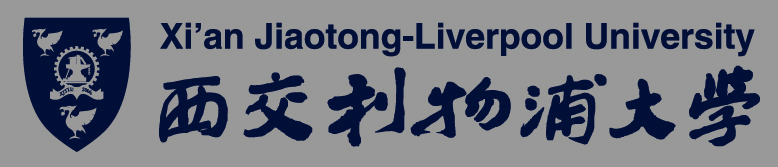 Xi'an Jiaotong-Liverpool University
西交利物浦大学